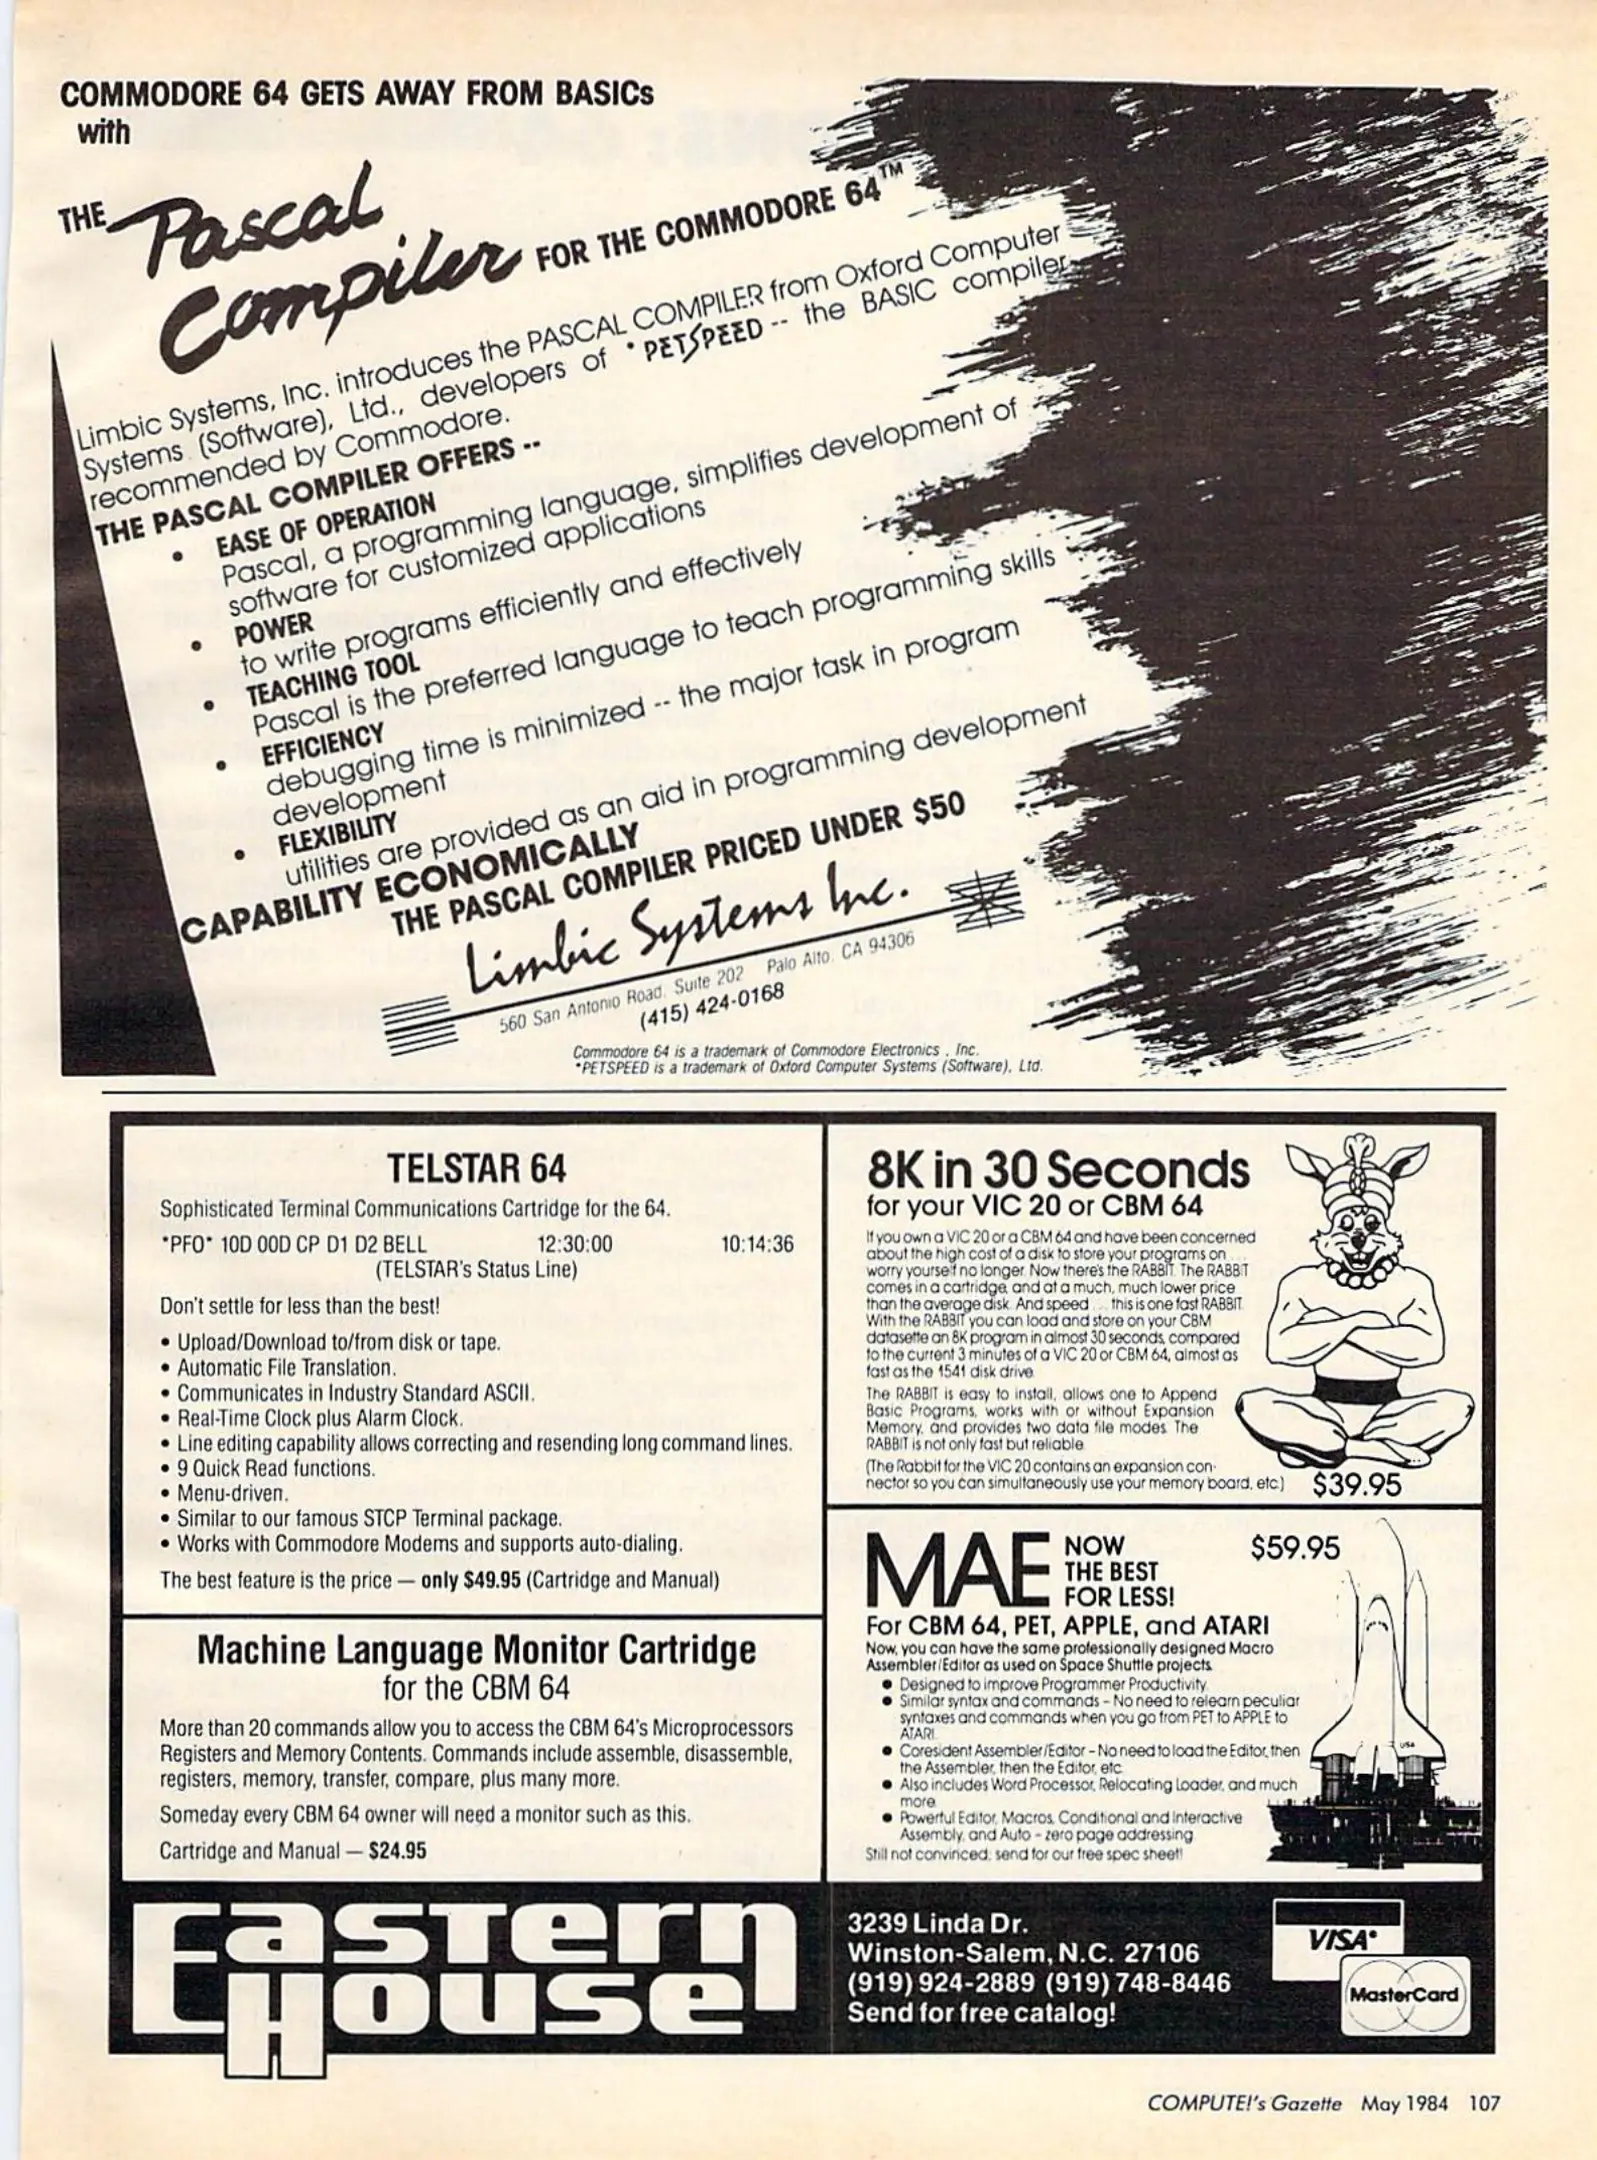 COMMODORE 64 GETS AWAY FROM BASICs
with
THE Pascal
Compiler FOR THE COMMODORE 64™
Limbic Systems, Inc. introduces the PASCAL COMPILER from Oxford Computer
Systems (Software), Ltd., developers of *PETSPEED -- the BASIC compiler
recommended by Commodore.
THE PASCAL COMPILER OFFERS --
• EASE OF OPERATION
Pascal, a programming language, simplifies development of
software for customized applications
• POWER
to write programs efficiently and effectively
• TEACHING TOOL
Pascal is the preferred language to teach programming skills
• EFFICIENCY
debugging time is minimized -- the major task in program
development
• FLEXIBILITY
utilities are provided as an aid in programming development
CAPABILITY ECONOMICALLY
THE PASCAL COMPILER PRICED UNDER $50
Limbic Systems Inc.
560 San Antonio Road, Suite 202 Palo Alto, CA 94306
(415) 424-0168
Commodore 64 is a trademark of Commodore Electronics , Inc.
*PETSPEED is a trademark of Oxford Computer Systems (Software), Ltd.
TELSTAR 64
Sophisticated Terminal Communications Cartridge for the 64.
*PFO* 10D 00D CP D1 D2 BELL 12:30:00 10:14:36
(TELSTAR's Status Line)
Don't settle for less than the best!
• Upload/Download to/from disk or tape.
• Automatic File Translation.
• Communicates in Industry Standard ASCII.
• Real-Time Clock plus Alarm Clock.
• Line editing capability allows correcting and resending long command lines.
• 9 Quick Read functions.
• Menu-driven.
• Similar to our famous STCP Terminal package.
• Works with Commodore Modems and supports auto-dialing.
The best feature is the price — only $49.95 (Cartridge and Manual)
Machine Language Monitor Cartridge
for the CBM 64
More than 20 commands allow you to access the CBM 64's Microprocessors
Registers and Memory Contents. Commands include assemble, disassemble,
registers, memory, transfer, compare, plus many more.
Someday every CBM 64 owner will need a monitor such as this.
Cartridge and Manual — $24.95
8K in 30 Seconds
for your VIC 20 or CBM 64
If you own a VIC 20 or a CBM 64 and have been concerned
about the high cost of a disk to store your programs on . . .
worry yourself no longer. Now there's the RABBIT. The RABBIT
comes in a cartridge, and at a much, much lower price
than the average disk. And speed . . . this is one fast RABBIT.
With the RABBIT you can load and store on your CBM
datasette an 8K program in almost 30 seconds, compared
to the current 3 minutes of a VIC 20 or CBM 64, almost as
fast as the 1541 disk drive.
The RABBIT is easy to install, allows one to Append
Basic Programs, works with or without Expansion
Memory, and provides two data file modes. The
RABBIT is not only fast but reliable.
(The Rabbit for the VIC 20 contains an expansion con-
nector so you can simultaneously use your memory board, etc.)
$39.95
MAE NOW
THE BEST
FOR LESS!
$59.95
For CBM 64, PET, APPLE, and ATARI
Now, you can have the same professionally designed Macro
Assembler/Editor as used on Space Shuttle projects.
● Designed to improve Programmer Productivity.
● Similar syntax and commands – No need to relearn peculiar
syntaxes and commands when you go from PET to APPLE to
ATARI.
● Coresident Assembler/Editor – No need to load the Editor, then
the Assembler, then the Editor, etc.
● Also includes Word Processor, Relocating Loader, and much
more.
● Powerful Editor, Macros, Conditional and Interactive
Assembly, and Auto – zero page addressing
Still not convinced; send for our free spec sheet!
USA
Eastern
House
3239 Linda Dr.
Winston-Salem, N.C. 27106
(919) 924-2889 (919) 748-8446
Send for free catalog!
VISA
MasterCard
COMPUTE!'s Gazette May 1984 107